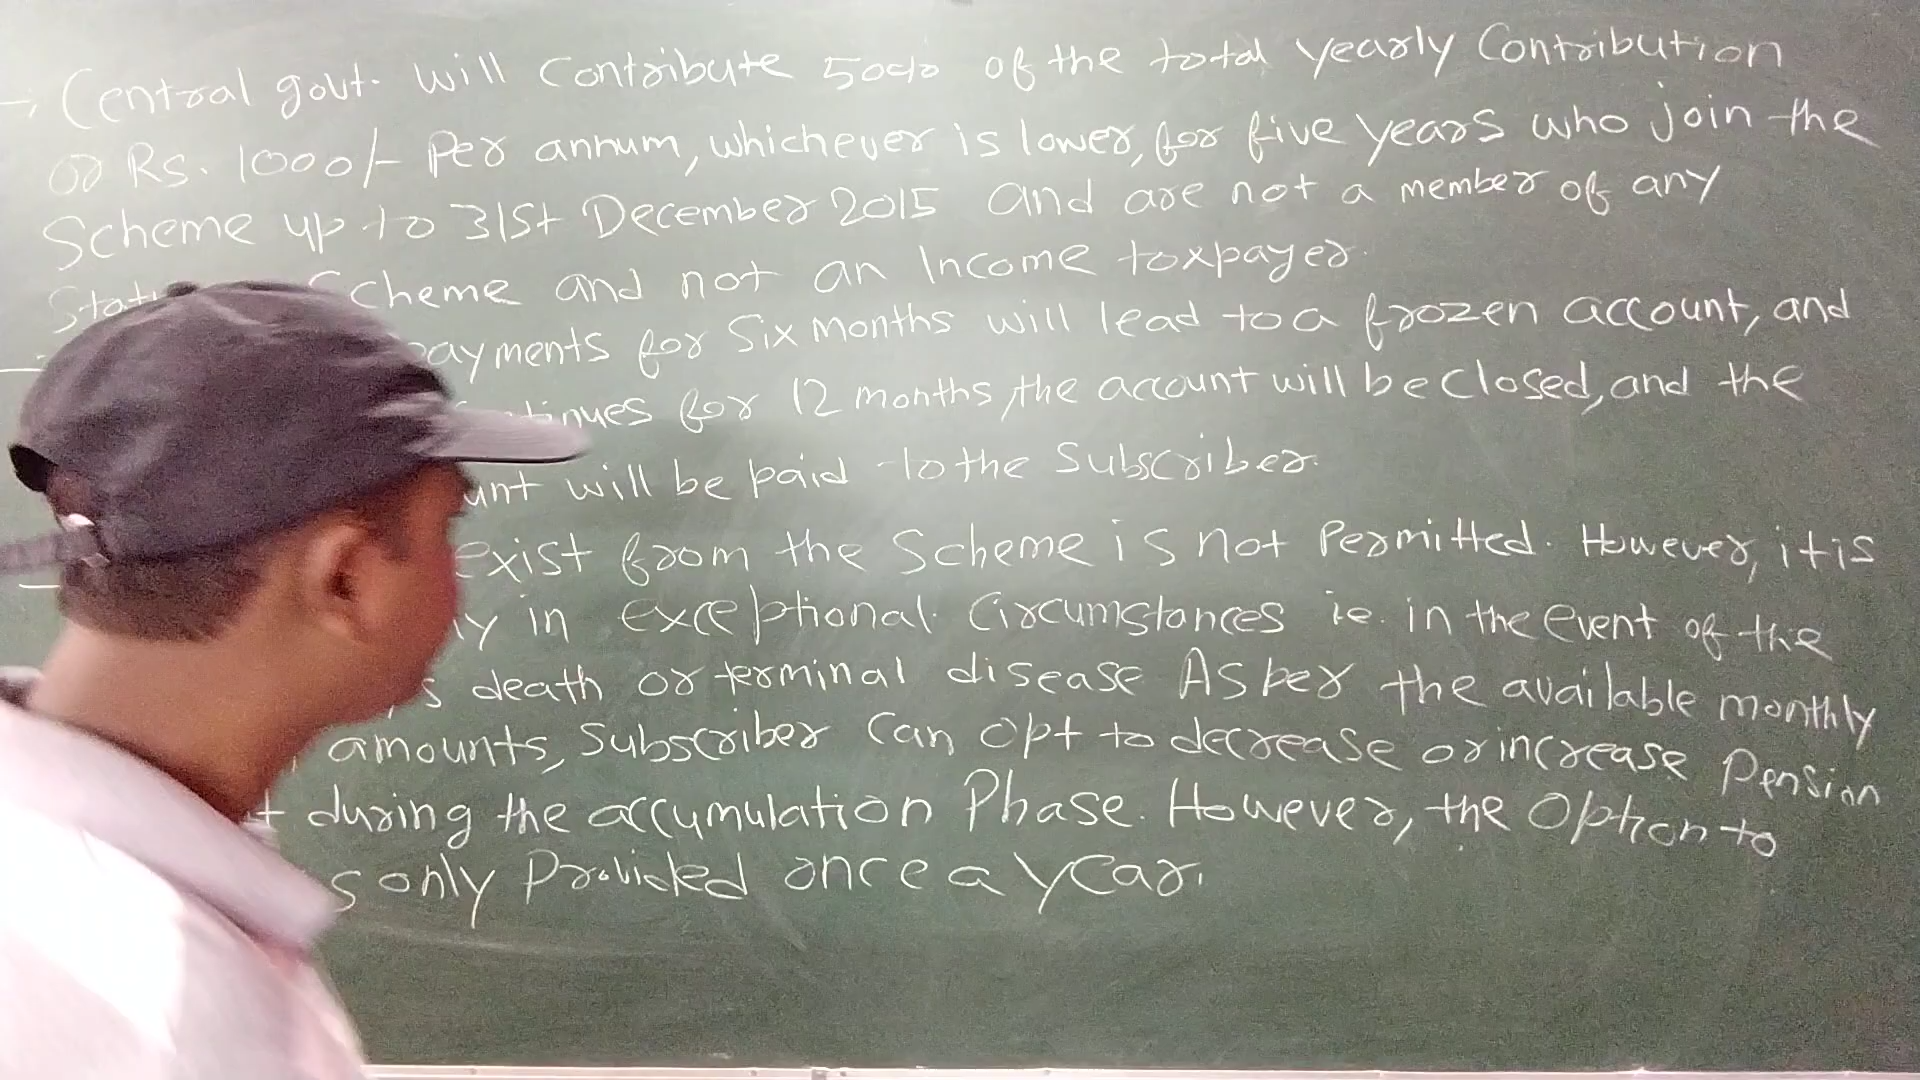 → Central govt. will contribute 50% of the total yearly Contribution
or Rs. 1000/- Per annum, whichever is lower, for five years who join the
Scheme up to 31st December 2015 and are not a member of any
Scheme and not an Income taxpayer.
payments for Six months will lead to a frozen account, and
for 12 months, the account will be closed, and the
will be paid to the Subscriber.
exist from the Scheme is not Permitted. However, it is
in exceptional Circumstances ie. in the event of the
death or terminal disease As per the available monthly
amounts, Subscriber Can opt to decrease or increase Pension
during the accumulation Phase. However, the Option to
only Provided once a year.